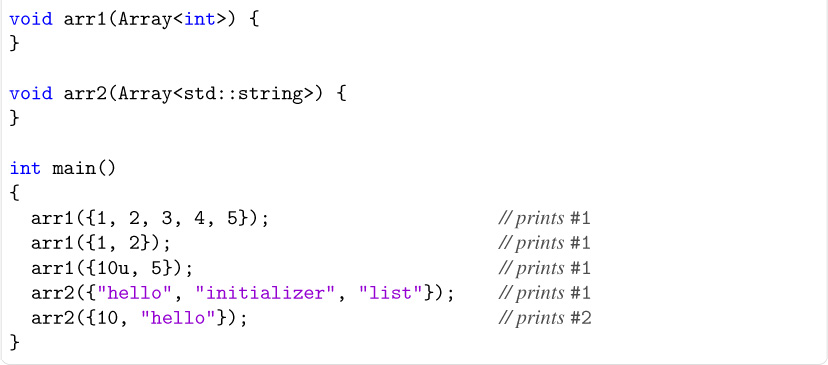 void arr1(Array<int>) {
}
void arr2(Array<std::string>) {
}
int main()
{
arr1({1, 2, 3, 4, 5}); // prints #1
arr1({1, 2}); // prints #1
arr1({10u, 5}); // prints #1
arr2({"hello", "initializer", "list"}); // prints #1
arr2({10, "hello"}); // prints #2
}